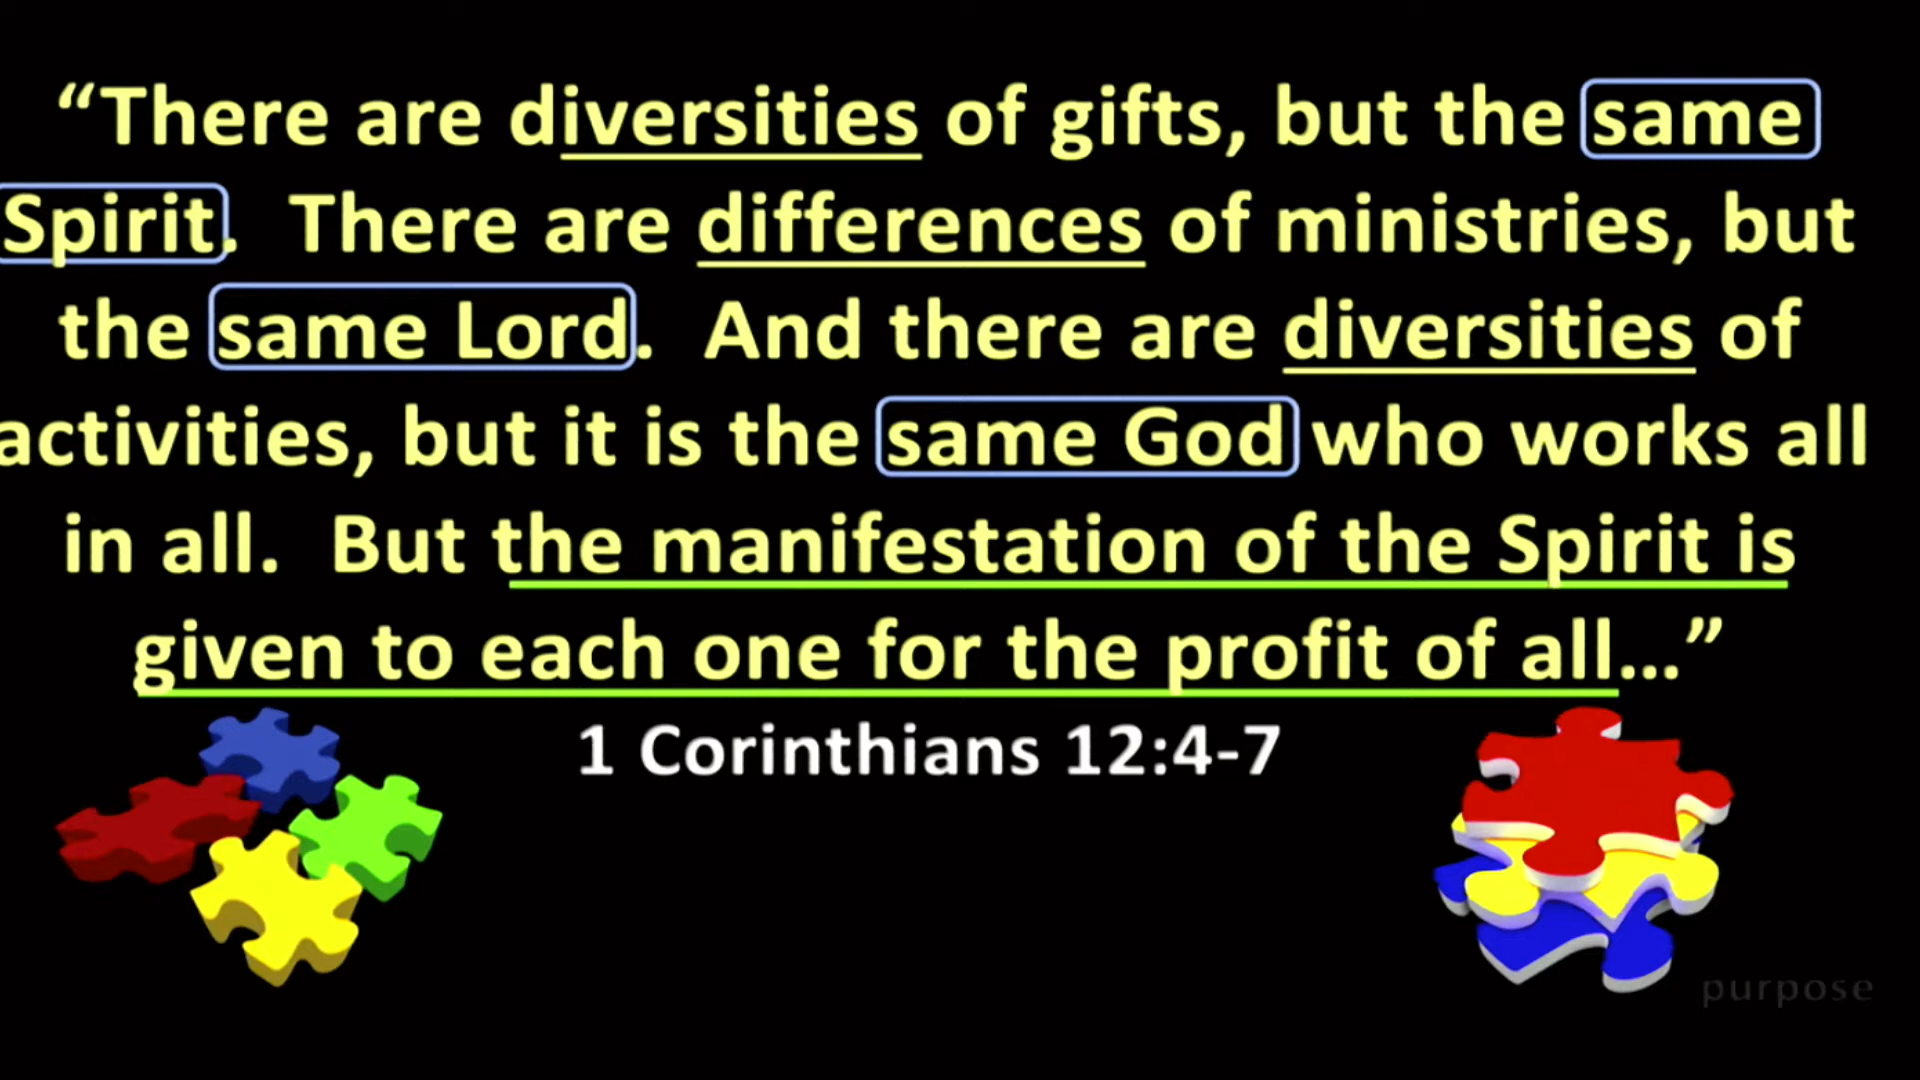 “There are diversities of gifts, but the same
Spirit.  There are differences of ministries, but
the same Lord.  And there are diversities of
activities, but it is the same God who works all
in all.  But the manifestation of the Spirit is
given to each one for the profit of all…”
1 Corinthians 12:4-7
purpose